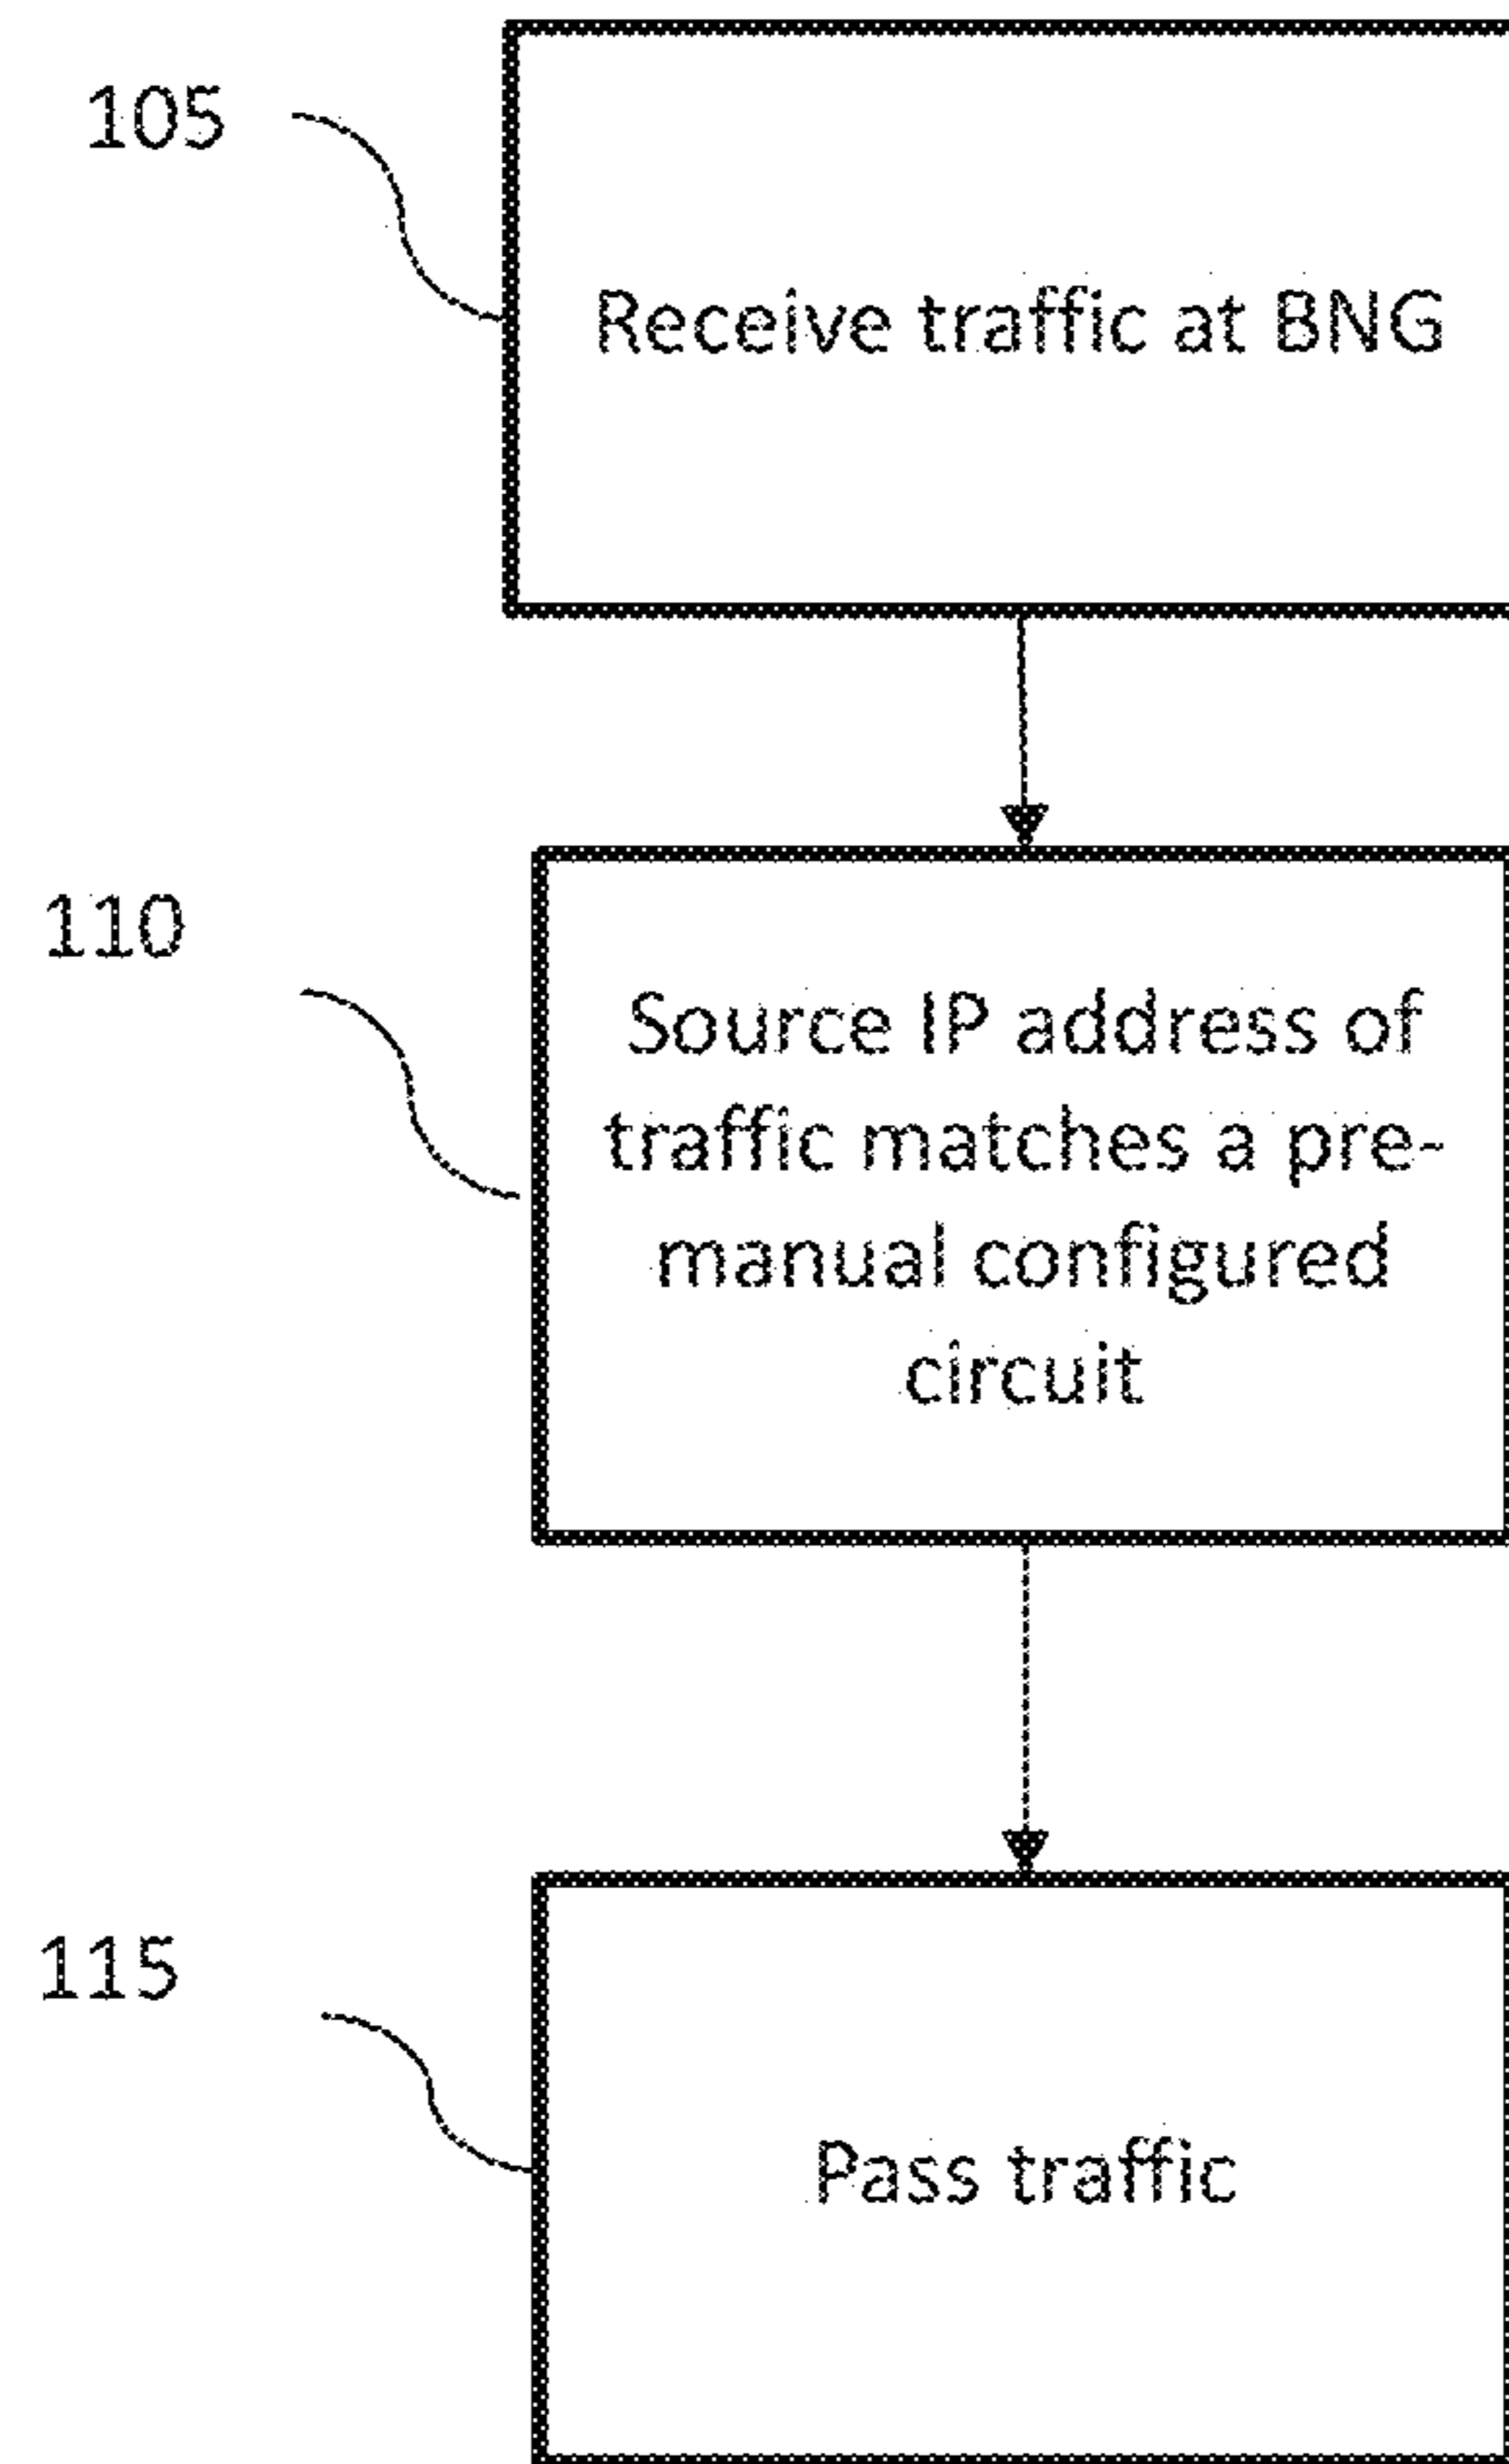 105
Receive traffic at BNG
110
Source IP address of
traffic matches a pre-
manual configured
circuit
115
Pass traffic